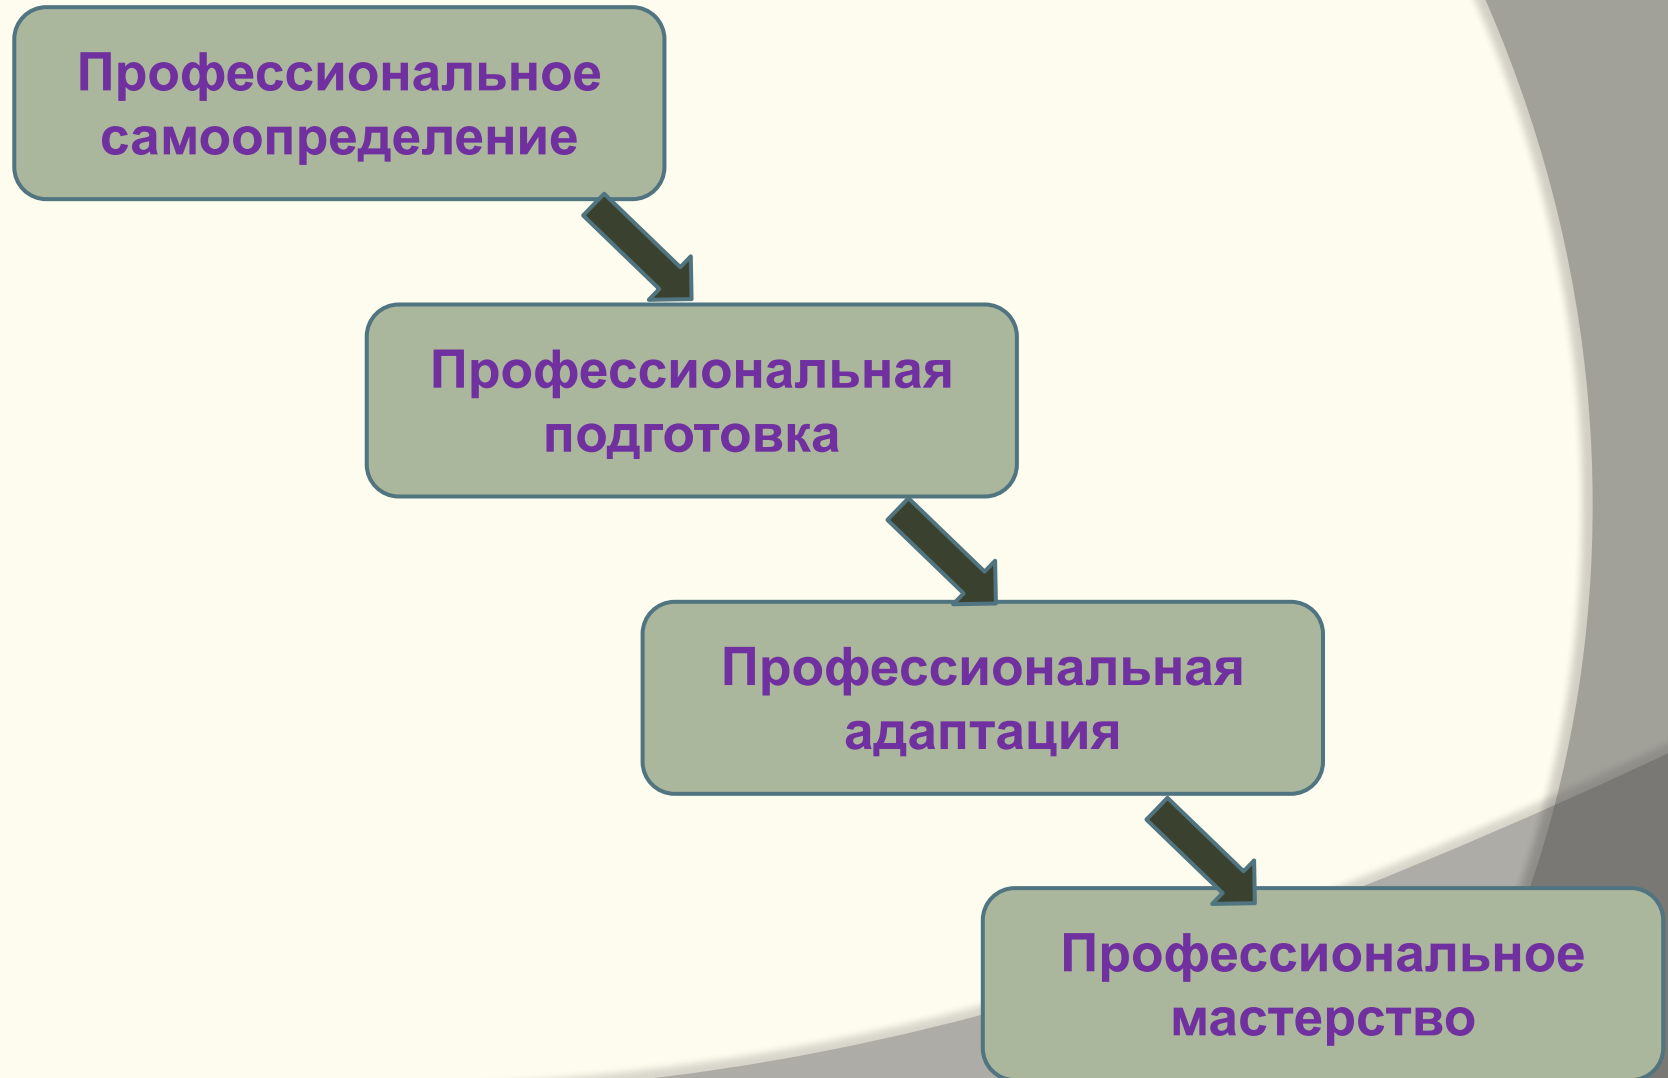 Профессиональное
самоопределение
Профессиональная
подготовка
Профессиональная
адаптация
Профессиональное
мастерство